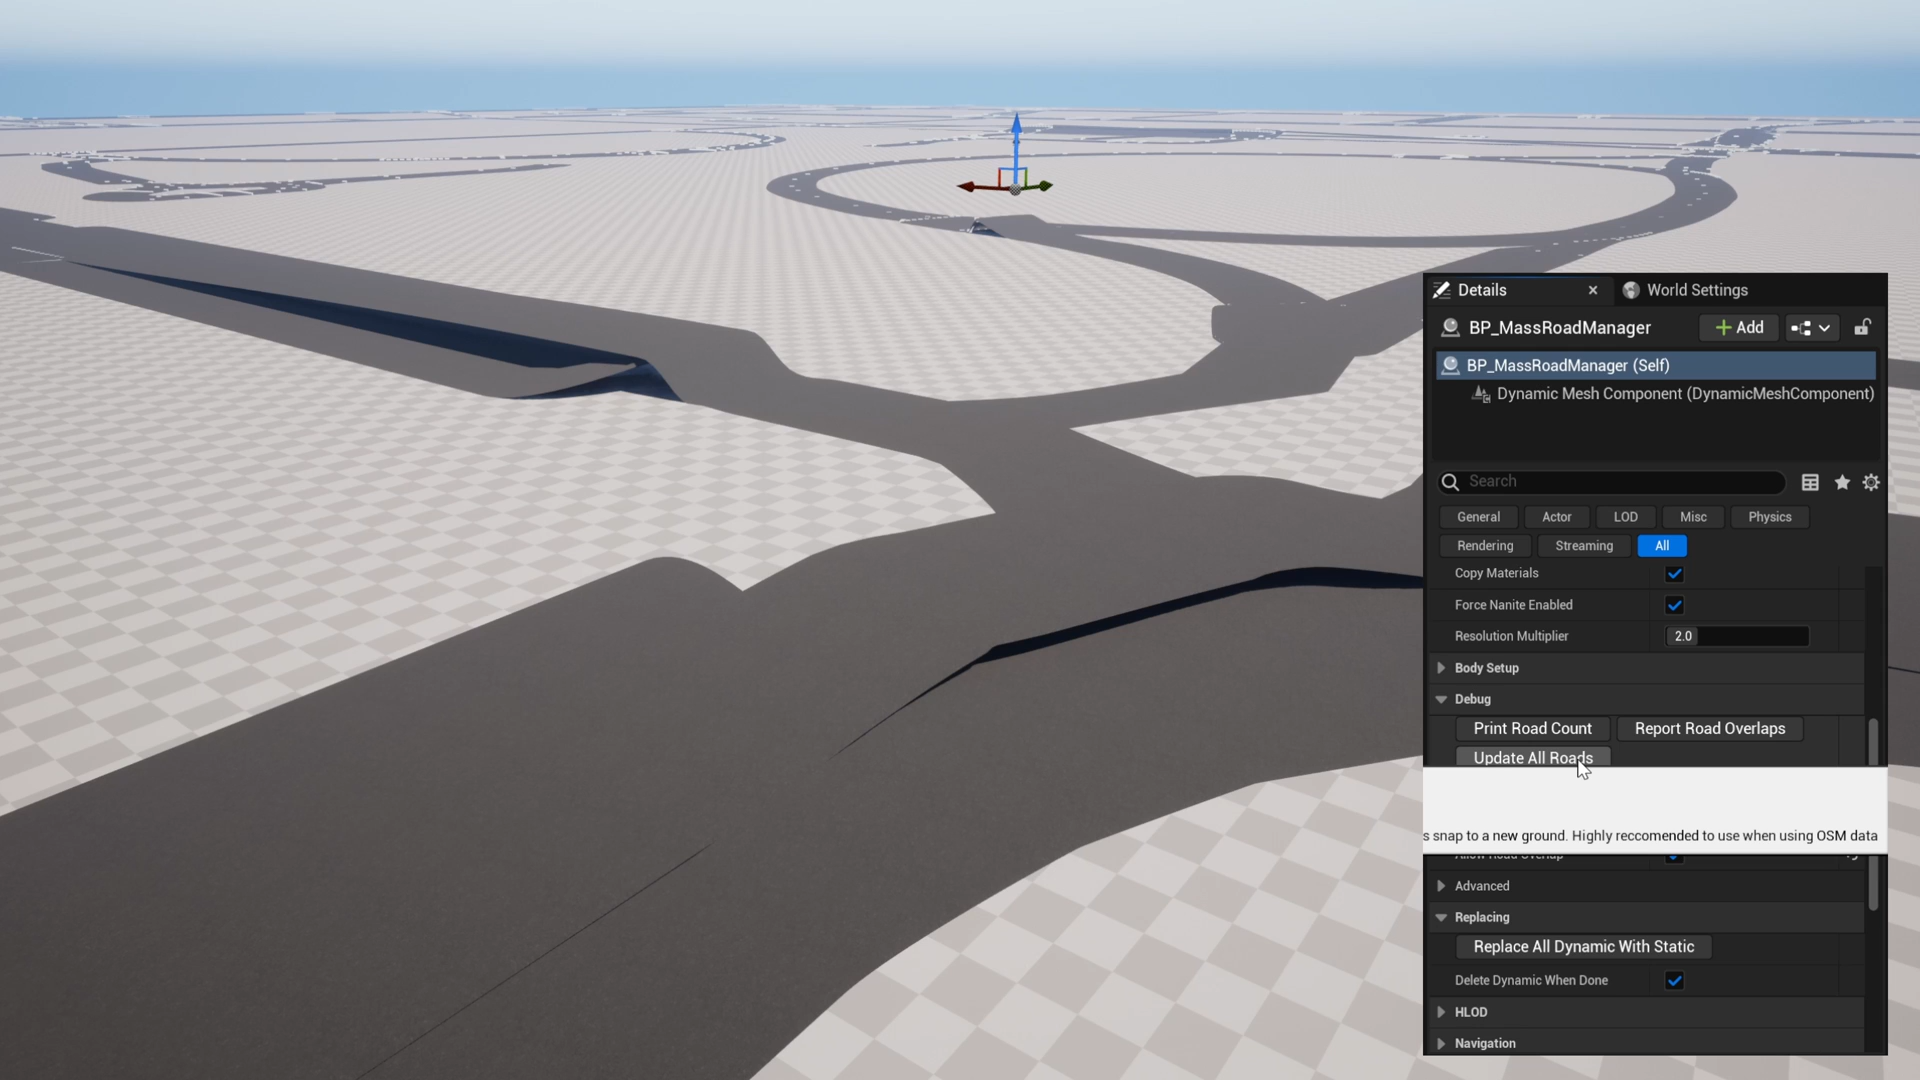 Details
World Settings
BP_MassRoadManager
Add
BP_MassRoadManager (Self)
Dynamic Mesh Component (DynamicMeshComponent)
Search
General Actor LOD Misc Physics
Rendering Streaming All
Copy Materials
Force Nanite Enabled
Resolution Multiplier 2.0
Body Setup
Debug
Print Road Count Report Road Overlaps
Update All Roads
s snap to a new ground. Highly reccomended to use when using OSM data
Allow Road Overlap
Advanced
Replacing
Replace All Dynamic With Static
Delete Dynamic When Done
HLOD
Navigation